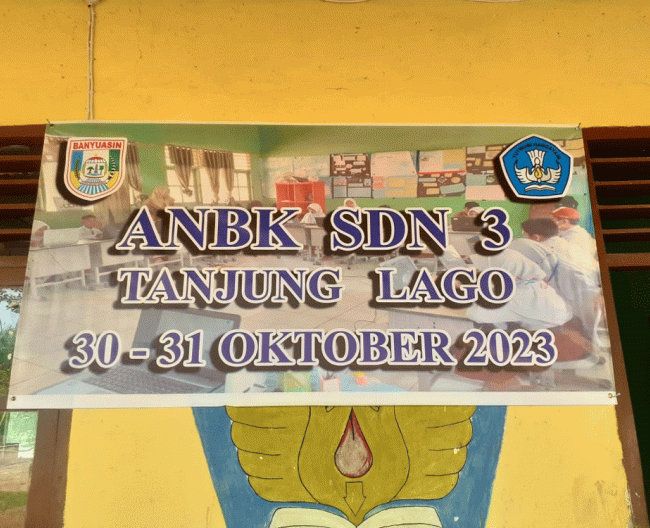 BANYUASIN
ANBK SDN 3
TANJUNG LAGO
30 - 31 OKTOBER 2023